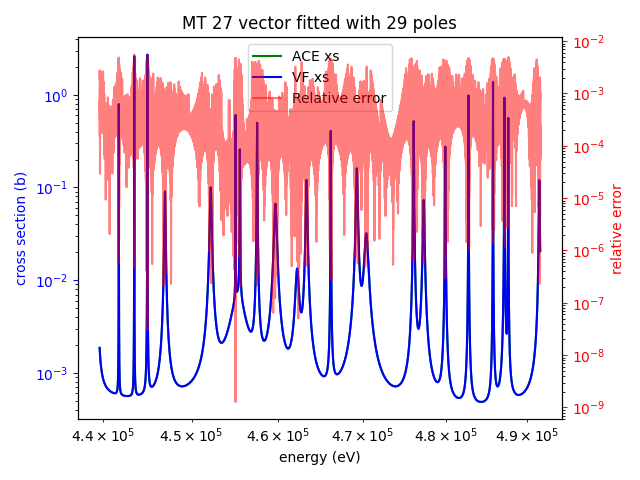 MT 27 vector fitted with 29 poles
ACE xs
VF xs
Relative error
cross section (b)
10⁰
10⁻¹
10⁻²
10⁻³
relative error
10⁻²
10⁻³
10⁻⁴
10⁻⁵
10⁻⁶
10⁻⁷
10⁻⁸
10⁻⁹
4.4 × 10⁵ 4.5 × 10⁵ 4.6 × 10⁵ 4.7 × 10⁵ 4.8 × 10⁵ 4.9 × 10⁵
energy (eV)